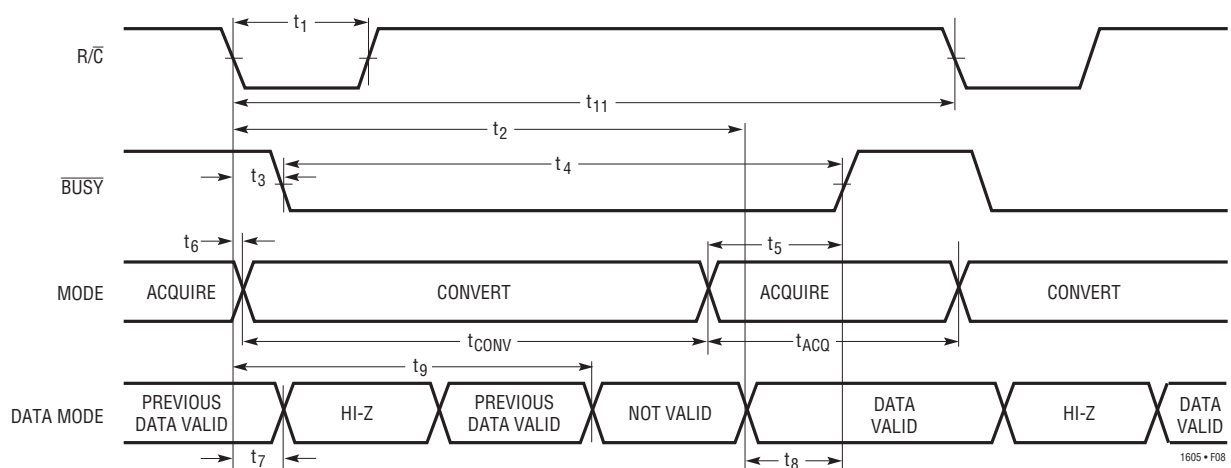 t1
R/C̅
t11
t2
t4
B̅U̅S̅Y̅
t3
t6
t5
MODE
ACQUIRE
CONVERT
ACQUIRE
CONVERT
tCONV
tACQ
t9
DATA MODE
PREVIOUS
DATA VALID
HI-Z
PREVIOUS
DATA VALID
NOT VALID
DATA
VALID
HI-Z
DATA
VALID
t7
t8
1605 • F08